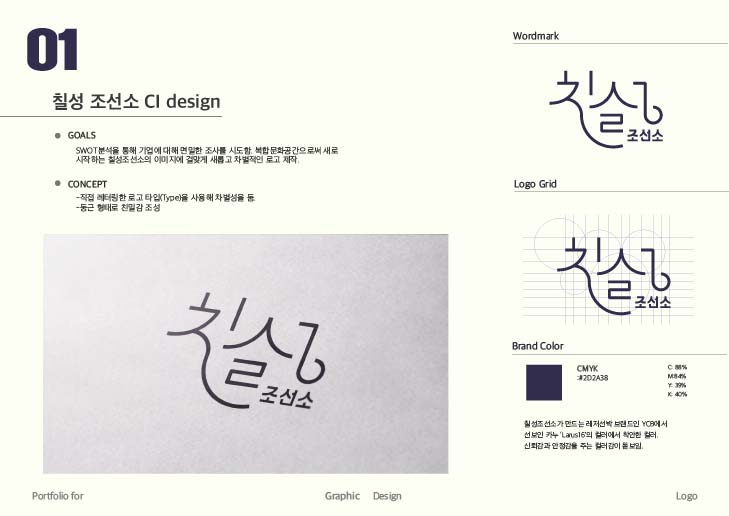 01
칠성 조선소 CI design
GOALS
SWOT분석을 통해 기업에 대해 면밀한 조사를 시도함. 복합문화공간으로써 새로
시작하는 칠성조선소의 이미지에 걸맞게 새롭고 차별적인 로고 제작.
CONCEPT
-직접 레터링한 로고 타입(Type)을 사용해 차별성을 둠.
-둥근 형태로 친밀감 조성
칠성
조선소
Wordmark
칠성
조선소
Logo Grid
칠성
조선소
Brand Color
CMYK
:#2D2A38
C: 88%
M:84%
Y: 39%
K: 40%
칠성조선소가 만드는 레저선박 브랜드인 YCB에서
선보인 카누 'Larus16'의 컬러에서 착안한 컬러.
신뢰감과 안정감을 주는 컬러감이 돋보임.
Portfolio for
Graphic Design
Logo